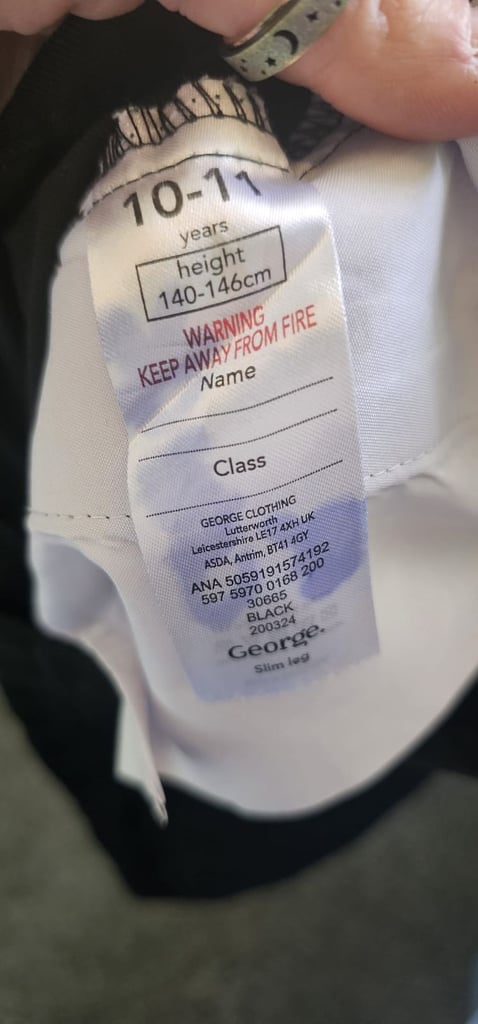 10-11
years
height
140-146cm
WARNING
KEEP AWAY FROM FIRE
Name
Class
GEORGE CLOTHING
Lutterworth
Leicestershire LE17 4XH UK
ASDA, Antrim, BT41 4GY
ANA 5059191574192
597 5970 0168 200
30665
BLACK
200324
George.
Slim leg